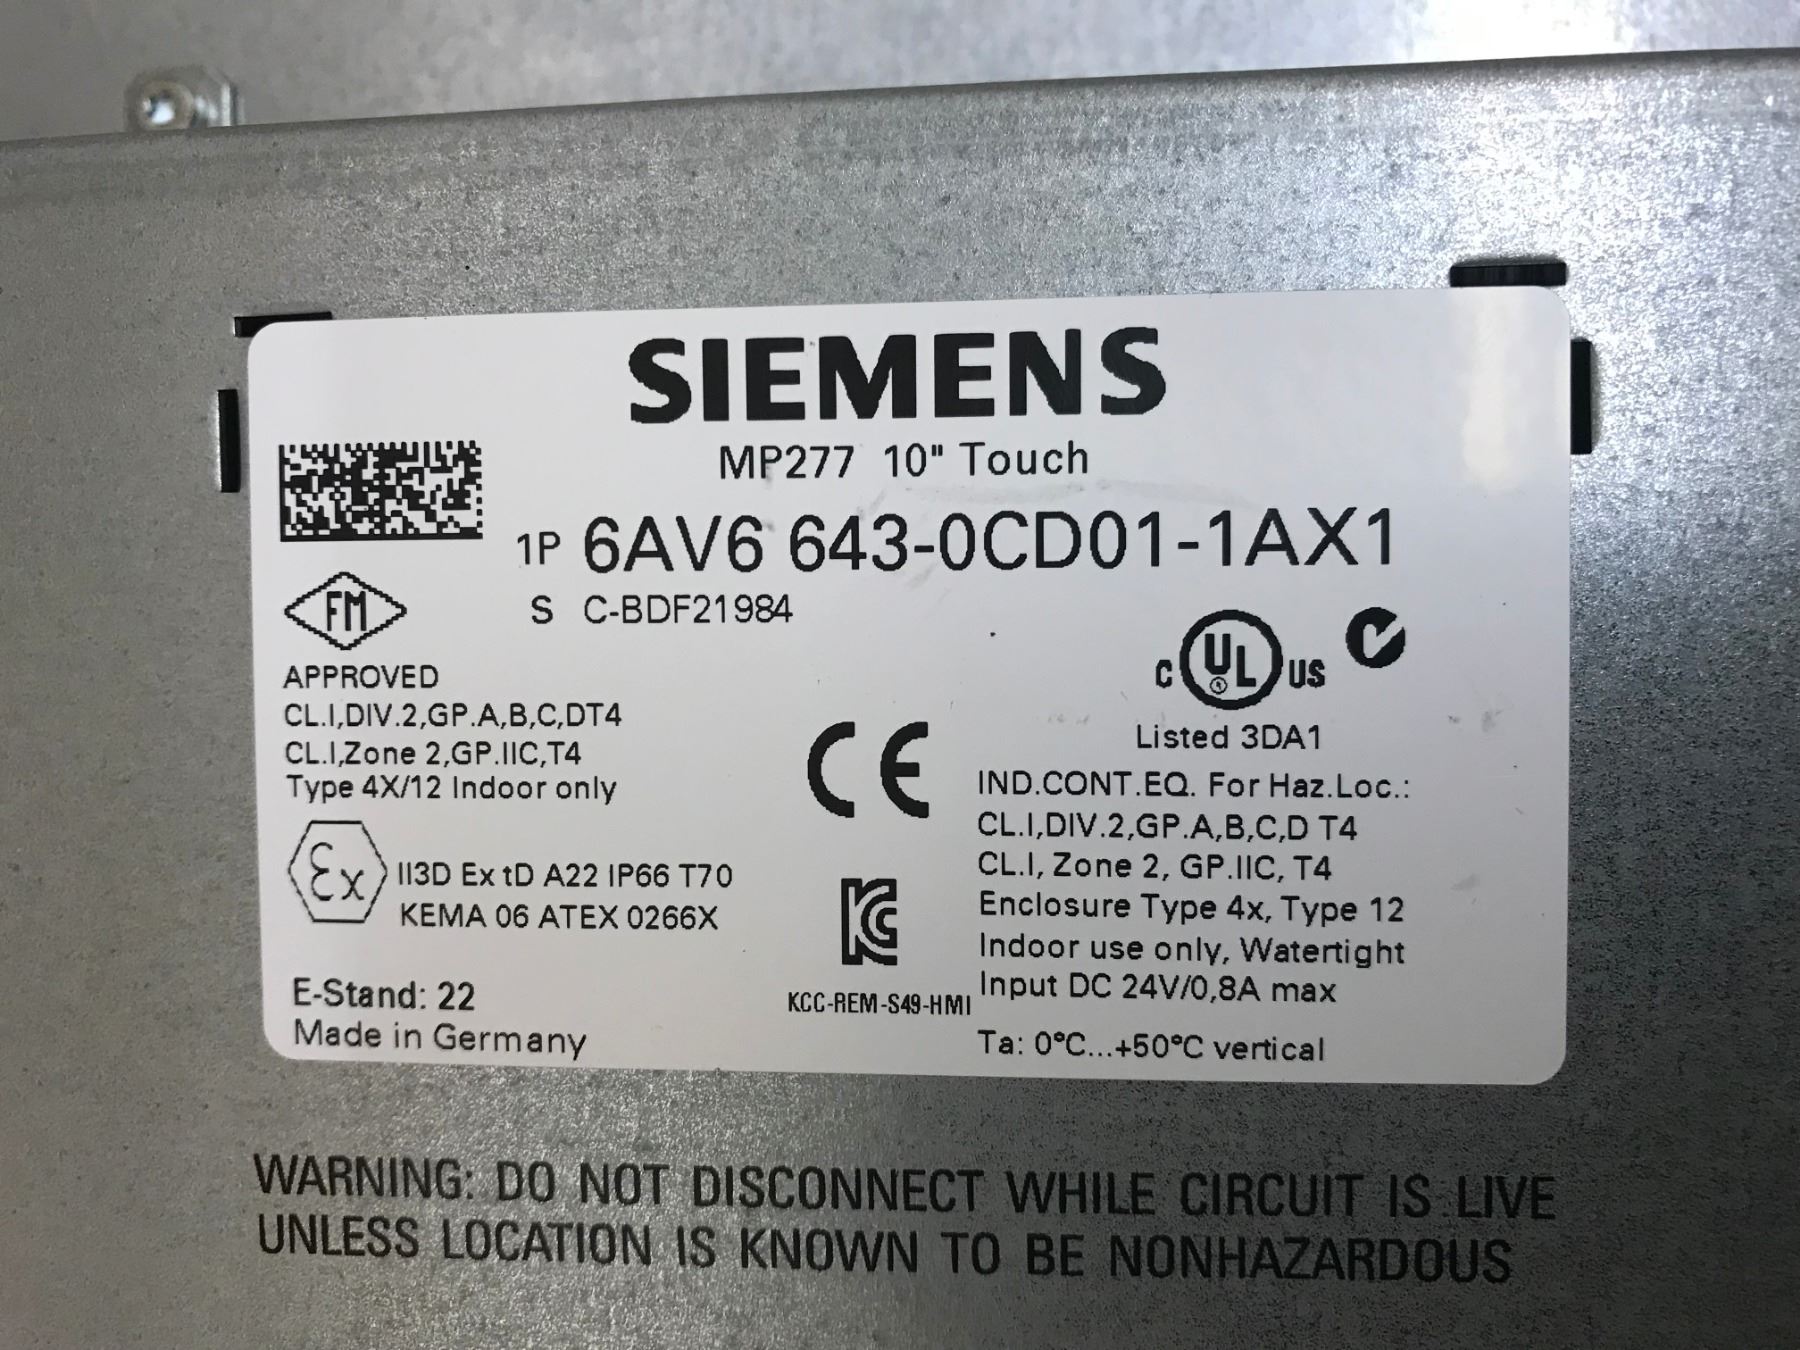 SIEMENS
MP277 10" Touch
1P 6AV6 643-0CD01-1AX1
S C-BDF21984
FM
APPROVED
CL.I,DIV.2,GP.A,B,C,DT4
CL.I,Zone 2,GP.IIC,T4
Type 4X/12 Indoor only
Ex II3D Ex tD A22 IP66 T70
KEMA 06 ATEX 0266X
E-Stand: 22
Made in Germany
CE
KC
KCC-REM-S49-HMI
C UL US
Listed 3DA1
IND.CONT.EQ. For Haz.Loc.:
CL.I,DIV.2,GP.A,B,C,D T4
CL.I, Zone 2, GP.IIC, T4
Enclosure Type 4x, Type 12
Indoor use only, Watertight
Input DC 24V/0,8A max
Ta: 0°C...+50°C vertical
WARNING: DO NOT DISCONNECT WHILE CIRCUIT IS LIVE
UNLESS LOCATION IS KNOWN TO BE NONHAZARDOUS